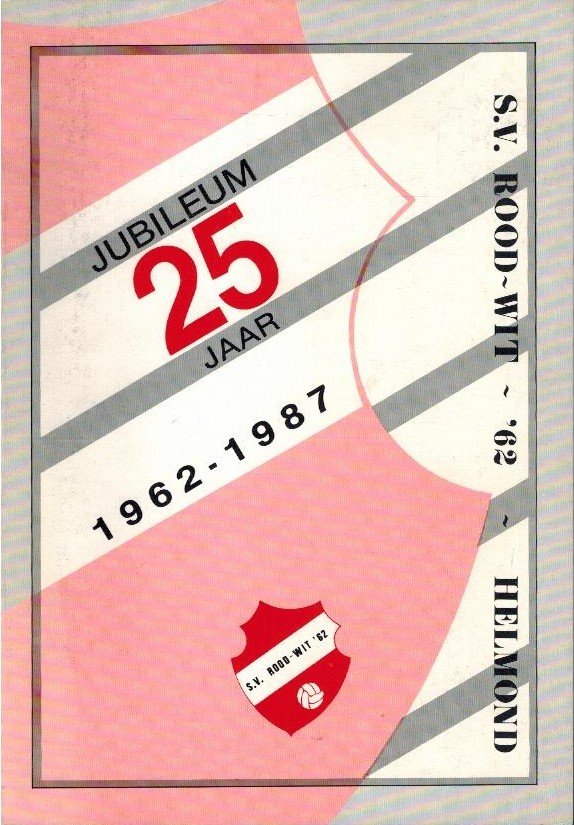 JUBILEUM
25
JAAR
1962-1987
S.V. ROOD~WIT ~ '62 ~ HELMOND
S.V. ROOD-WIT '62